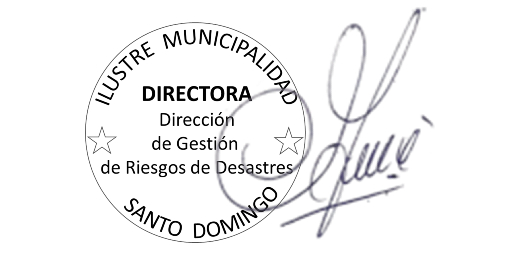 ILUSTRE MUNICIPALIDAD
DIRECTORA
Dirección
de Gestión
de Riesgos de Desastres
SANTO DOMINGO